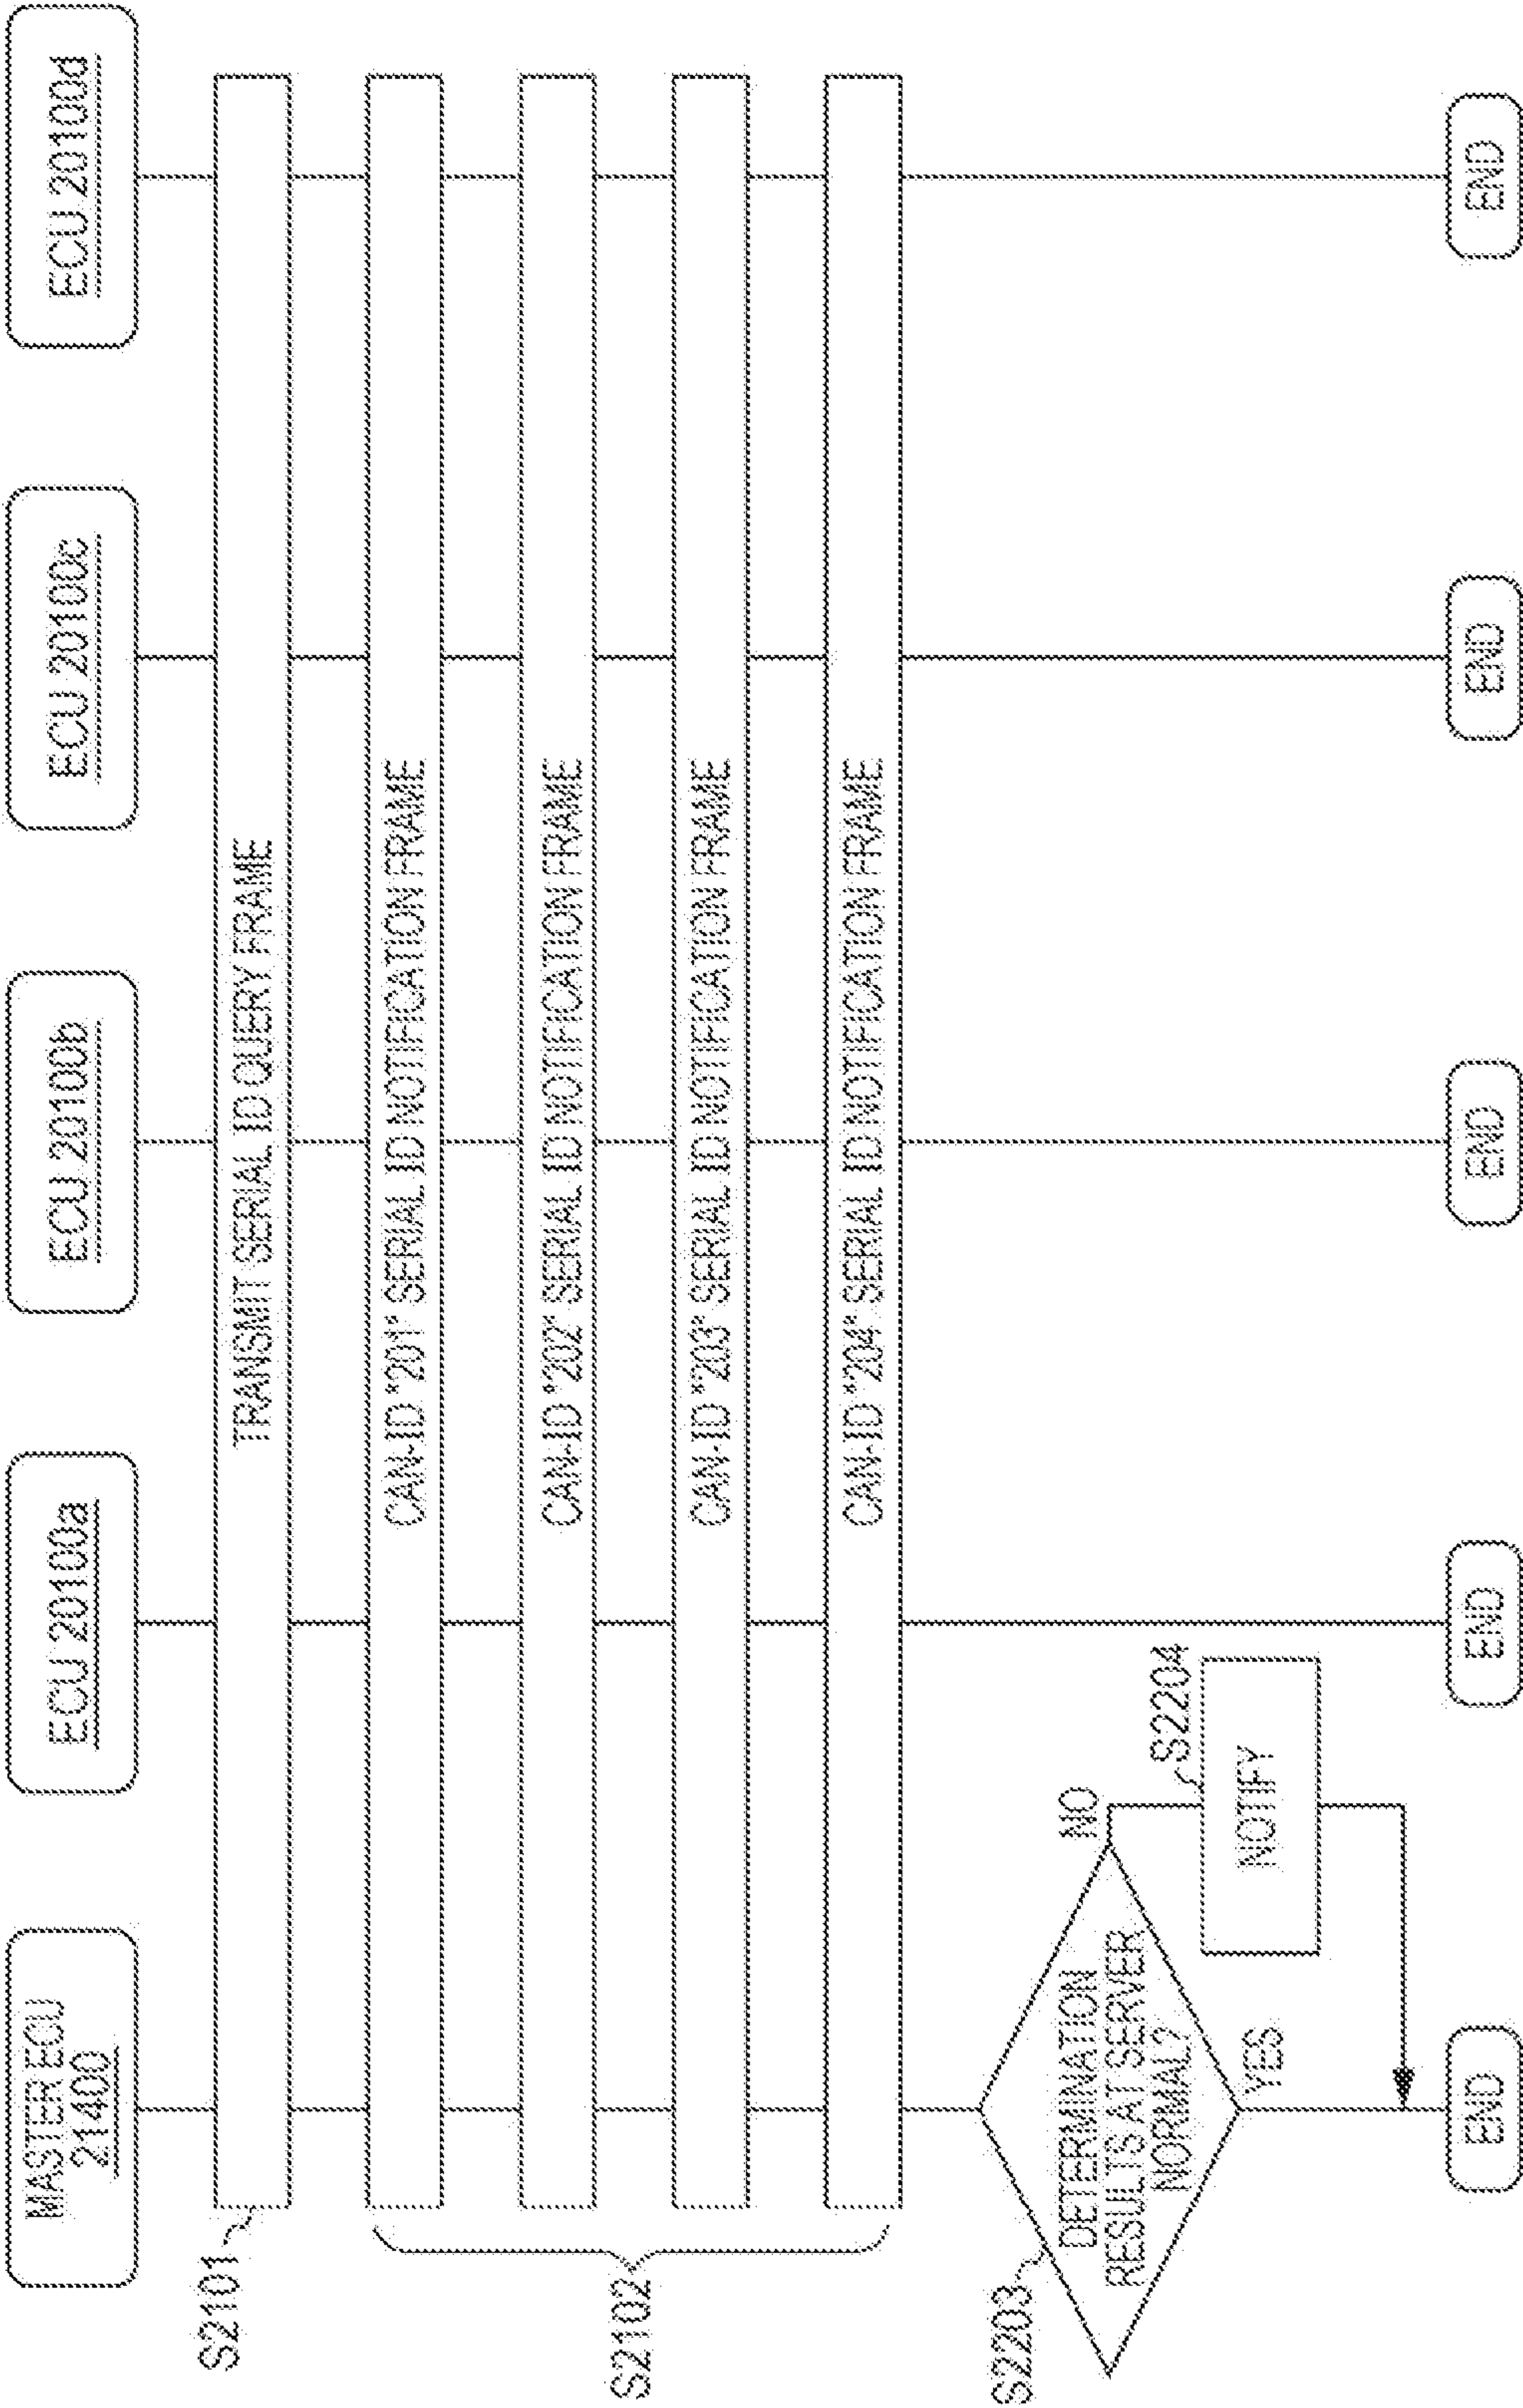 MASTER ECU
21400
ECU 20100a
ECU 20100b
ECU 20100c
ECU 20100d
S2101
TRANSMIT SERIAL ID QUERY FRAME
S2102
CAN-ID "201" SERIAL ID NOTIFICATION FRAME
CAN-ID "202" SERIAL ID NOTIFICATION FRAME
CAN-ID "203" SERIAL ID NOTIFICATION FRAME
CAN-ID "204" SERIAL ID NOTIFICATION FRAME
S2203
DETERMINATION
RESULTS AT SERVER
NORMAL?
NO
S2204
NOTIFY
YES
END
END
END
END
END